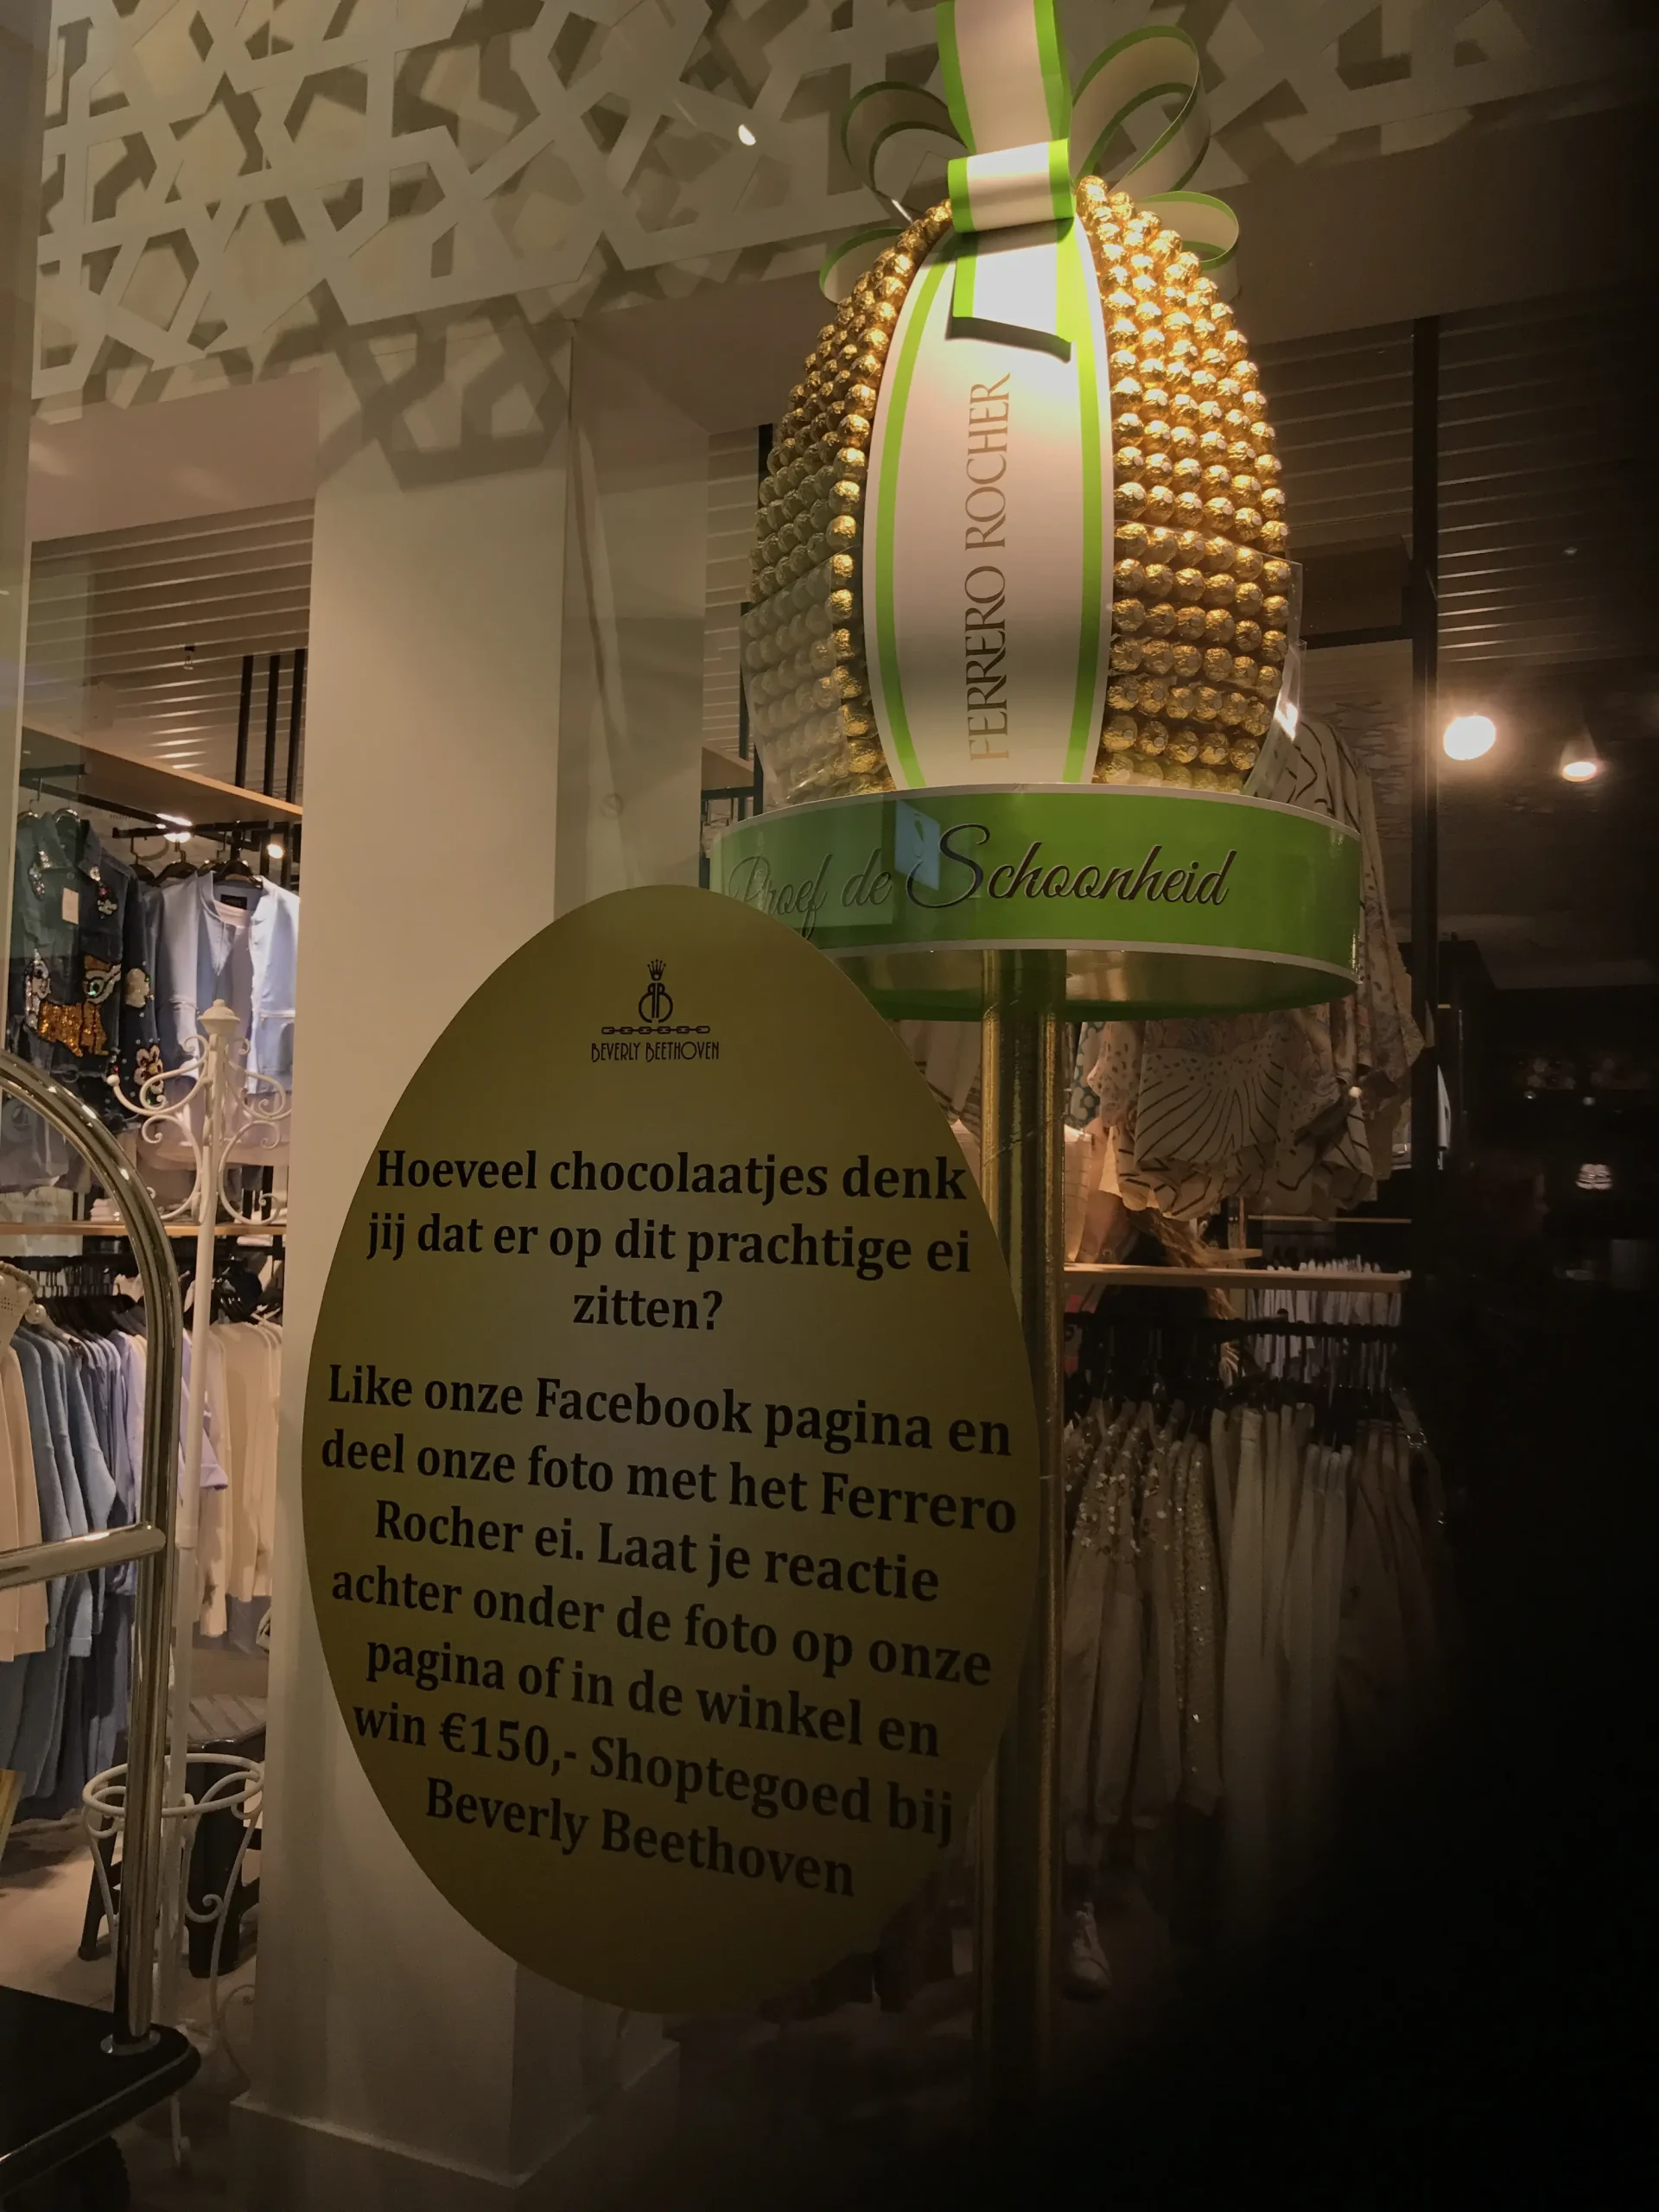 FERRERO ROCHER
Proef de Schoonheid
BB
BEVERLY BEETHOVEN
Hoeveel chocolaatjes denk
jij dat er op dit prachtige ei
zitten?
Like onze Facebook pagina en
deel onze foto met het Ferrero
Rocher ei. Laat je reactie
achter onder de foto op onze
pagina of in de winkel en
win €150,- Shoptegoed bij
Beverly Beethoven